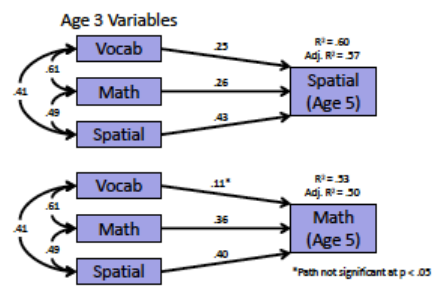 Age 3 Variables
Vocab
.25
R² = .60
Adj. R² = .57
.61
.41
Math
.26
Spatial
(Age 5)
.49
Spatial
.43
Vocab
.11*
R² = .53
Adj. R² = .50
.61
.41
Math
.36
Math
(Age 5)
.49
Spatial
.40
*Path not significant at p < .05